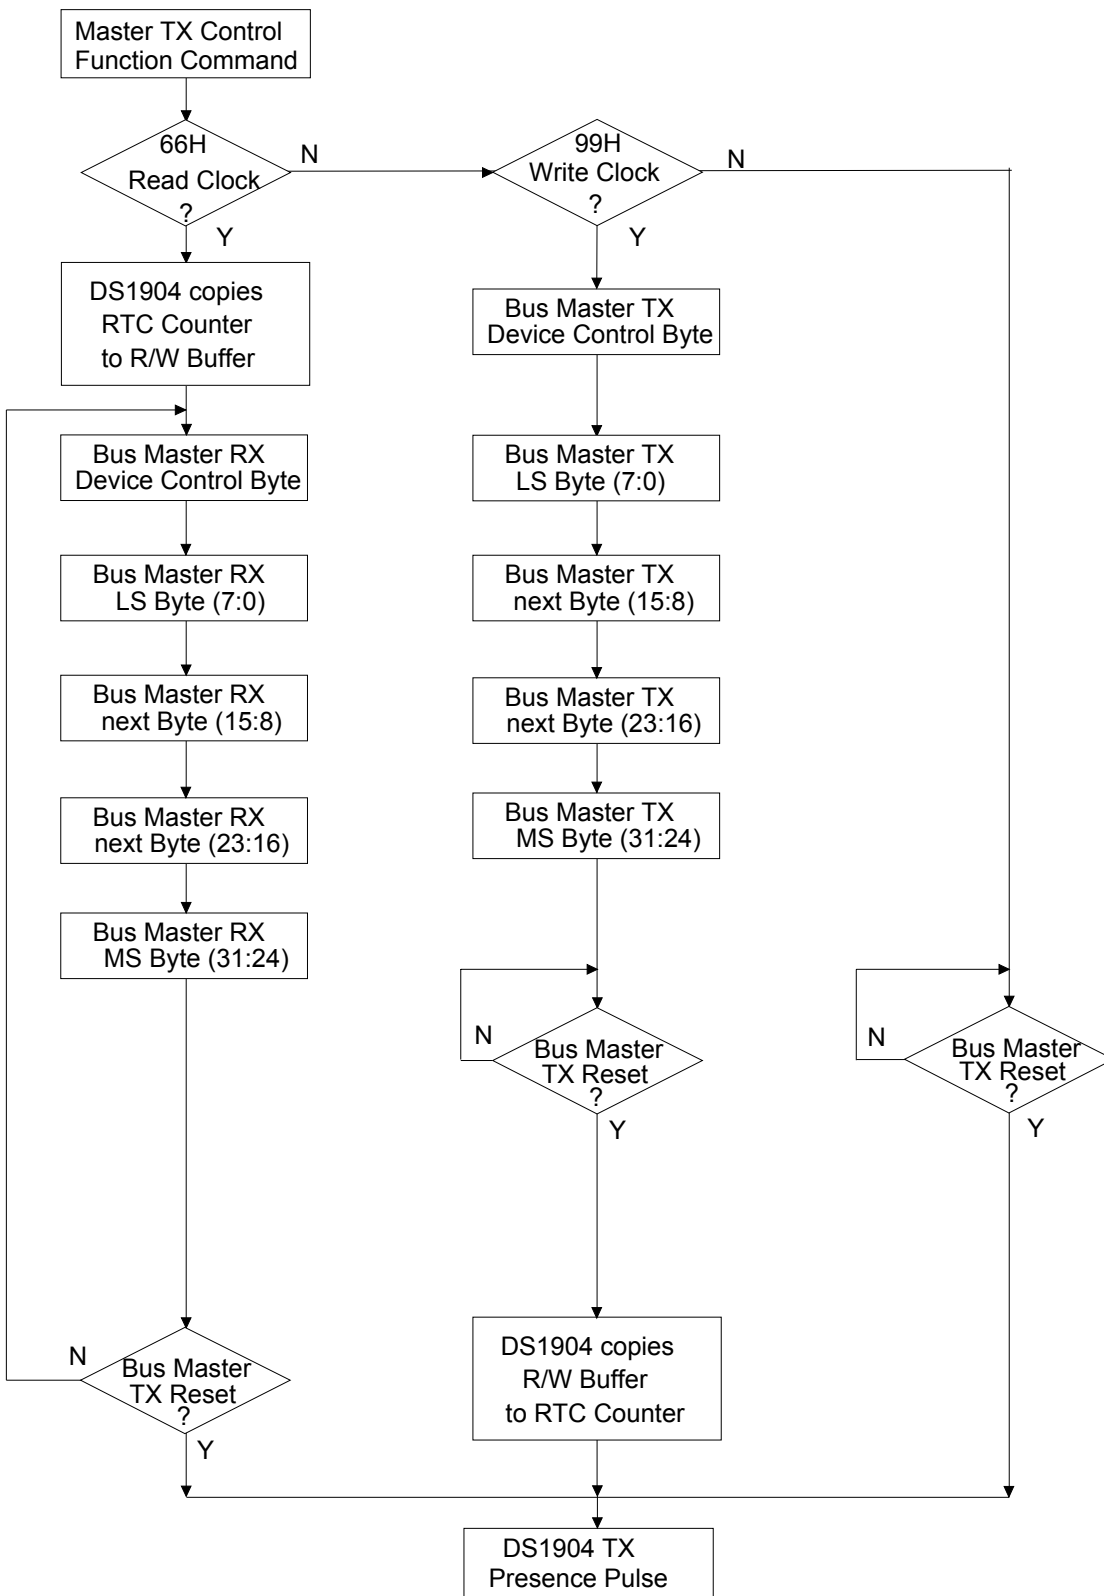 Master TX Control
Function Command
66H
Read Clock
?
N
Y
99H
Write Clock
?
N
Y
DS1904 copies
RTC Counter
to R/W Buffer
Bus Master RX
Device Control Byte
Bus Master RX
LS Byte (7:0)
Bus Master RX
next Byte (15:8)
Bus Master RX
next Byte (23:16)
Bus Master RX
MS Byte (31:24)
Bus Master
TX Reset
?
N
Y
Bus Master TX
Device Control Byte
Bus Master TX
LS Byte (7:0)
Bus Master TX
next Byte (15:8)
Bus Master TX
next Byte (23:16)
Bus Master TX
MS Byte (31:24)
N
Bus Master
TX Reset
?
Y
DS1904 copies
R/W Buffer
to RTC Counter
N
Bus Master
TX Reset
?
Y
DS1904 TX
Presence Pulse